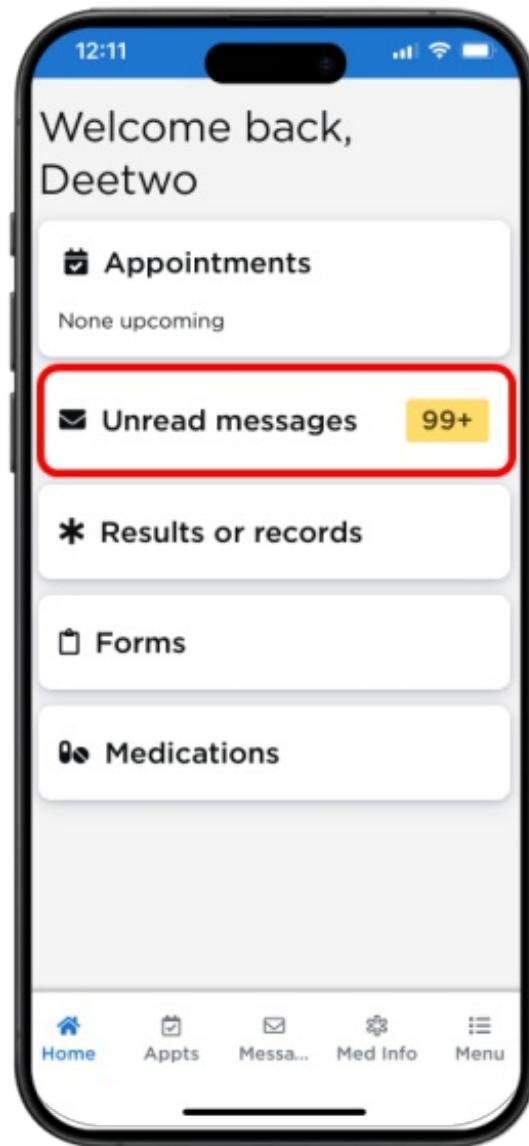 12:11
Welcome back,
Deetwo
Appointments
None upcoming
Unread messages 99+
Results or records
Forms
Medications
Home Appts Messa... Med Info Menu